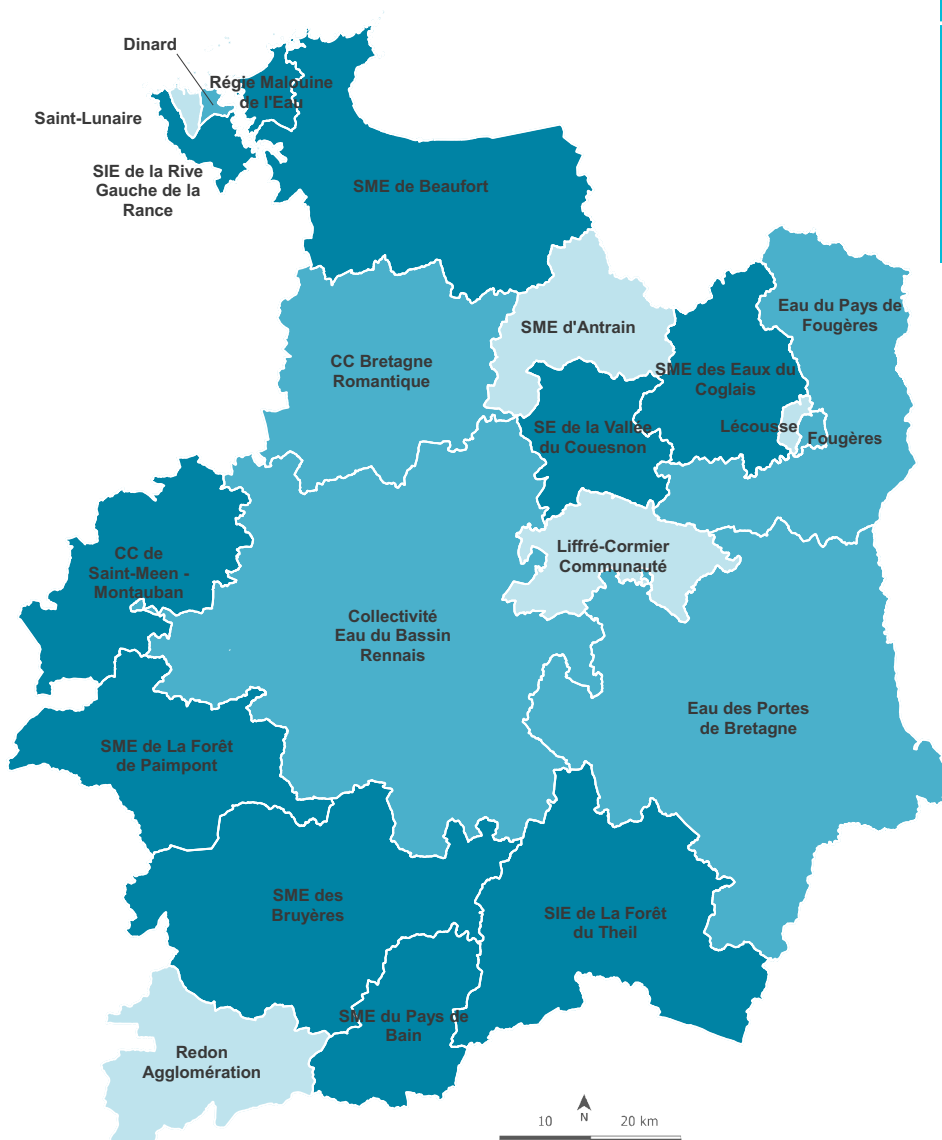 Dinard
Régie Malouine
de l'Eau
Saint-Lunaire
SIE de la Rive
Gauche de la
Rance
SME de Beaufort
Eau du Pays de
Fougères
SME d'Antrain
CC Bretagne
Romantique
SME des Eaux du
Coglais
SE de la Vallée
du Couesnon
Lécousse
Fougères
CC de
Saint-Meen -
Montauban
Liffré-Cormier
Communauté
Collectivité
Eau du Bassin
Rennais
Eau des Portes
de Bretagne
SME de La Forêt
de Paimpont
SME des
Bruyères
SIE de La Forêt
du Theil
SME du Pays de
Bain
Redon
Agglomération
N
10 20 km